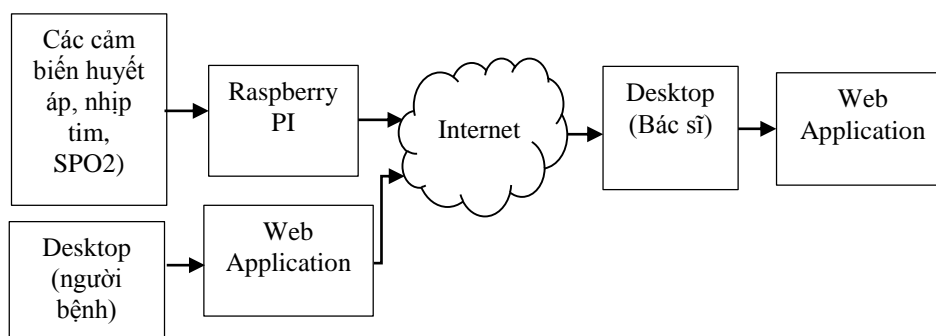 Các cảm
biến huyết
áp, nhịp
tim,
SPO2)
Raspberry
PI
Internet
Desktop
(Bác sĩ)
Web
Application
Desktop
(người
bệnh)
Web
Application